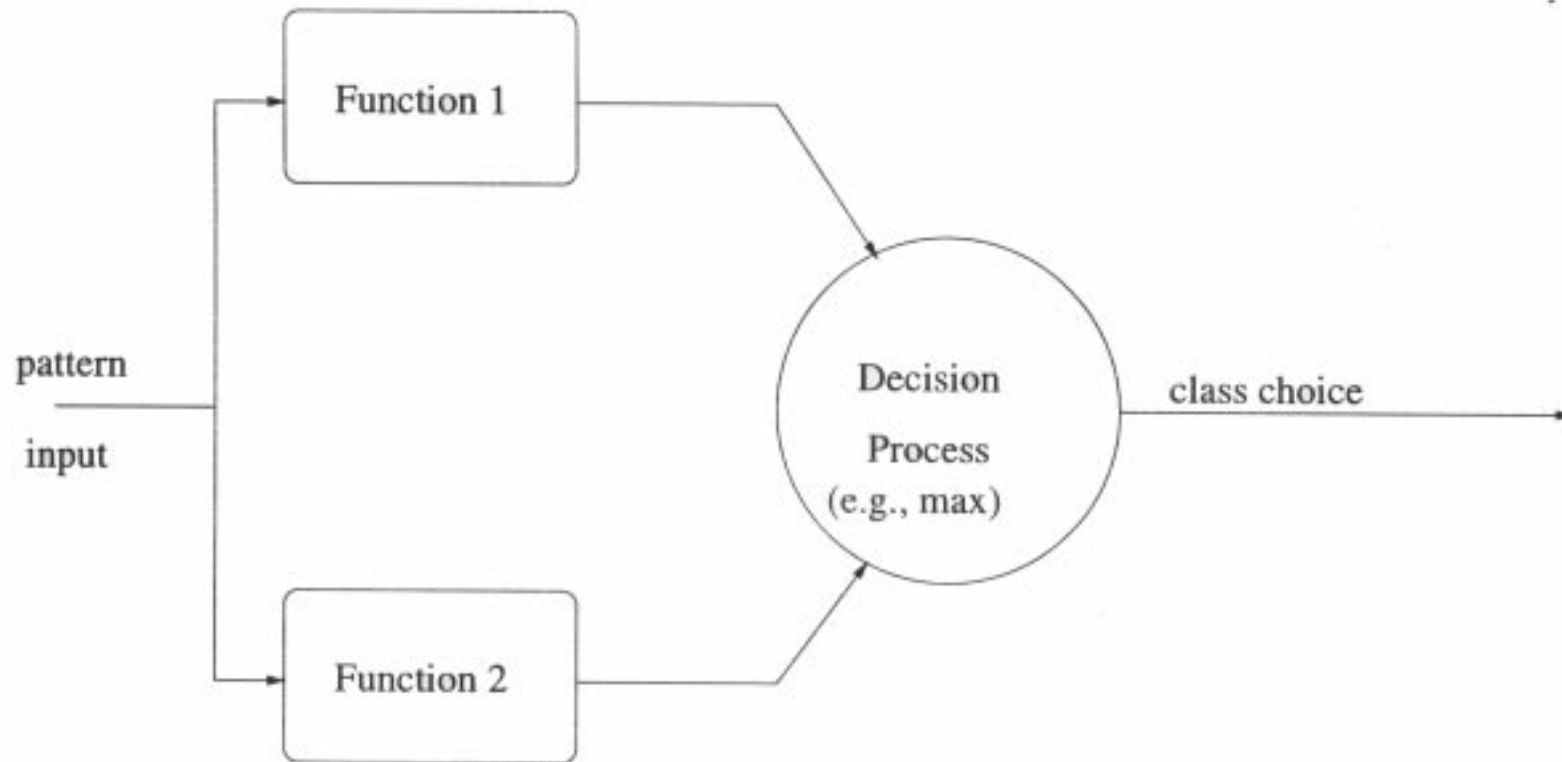 Function 1
pattern
input
Decision
Process
(e.g., max)
class choice
Function 2